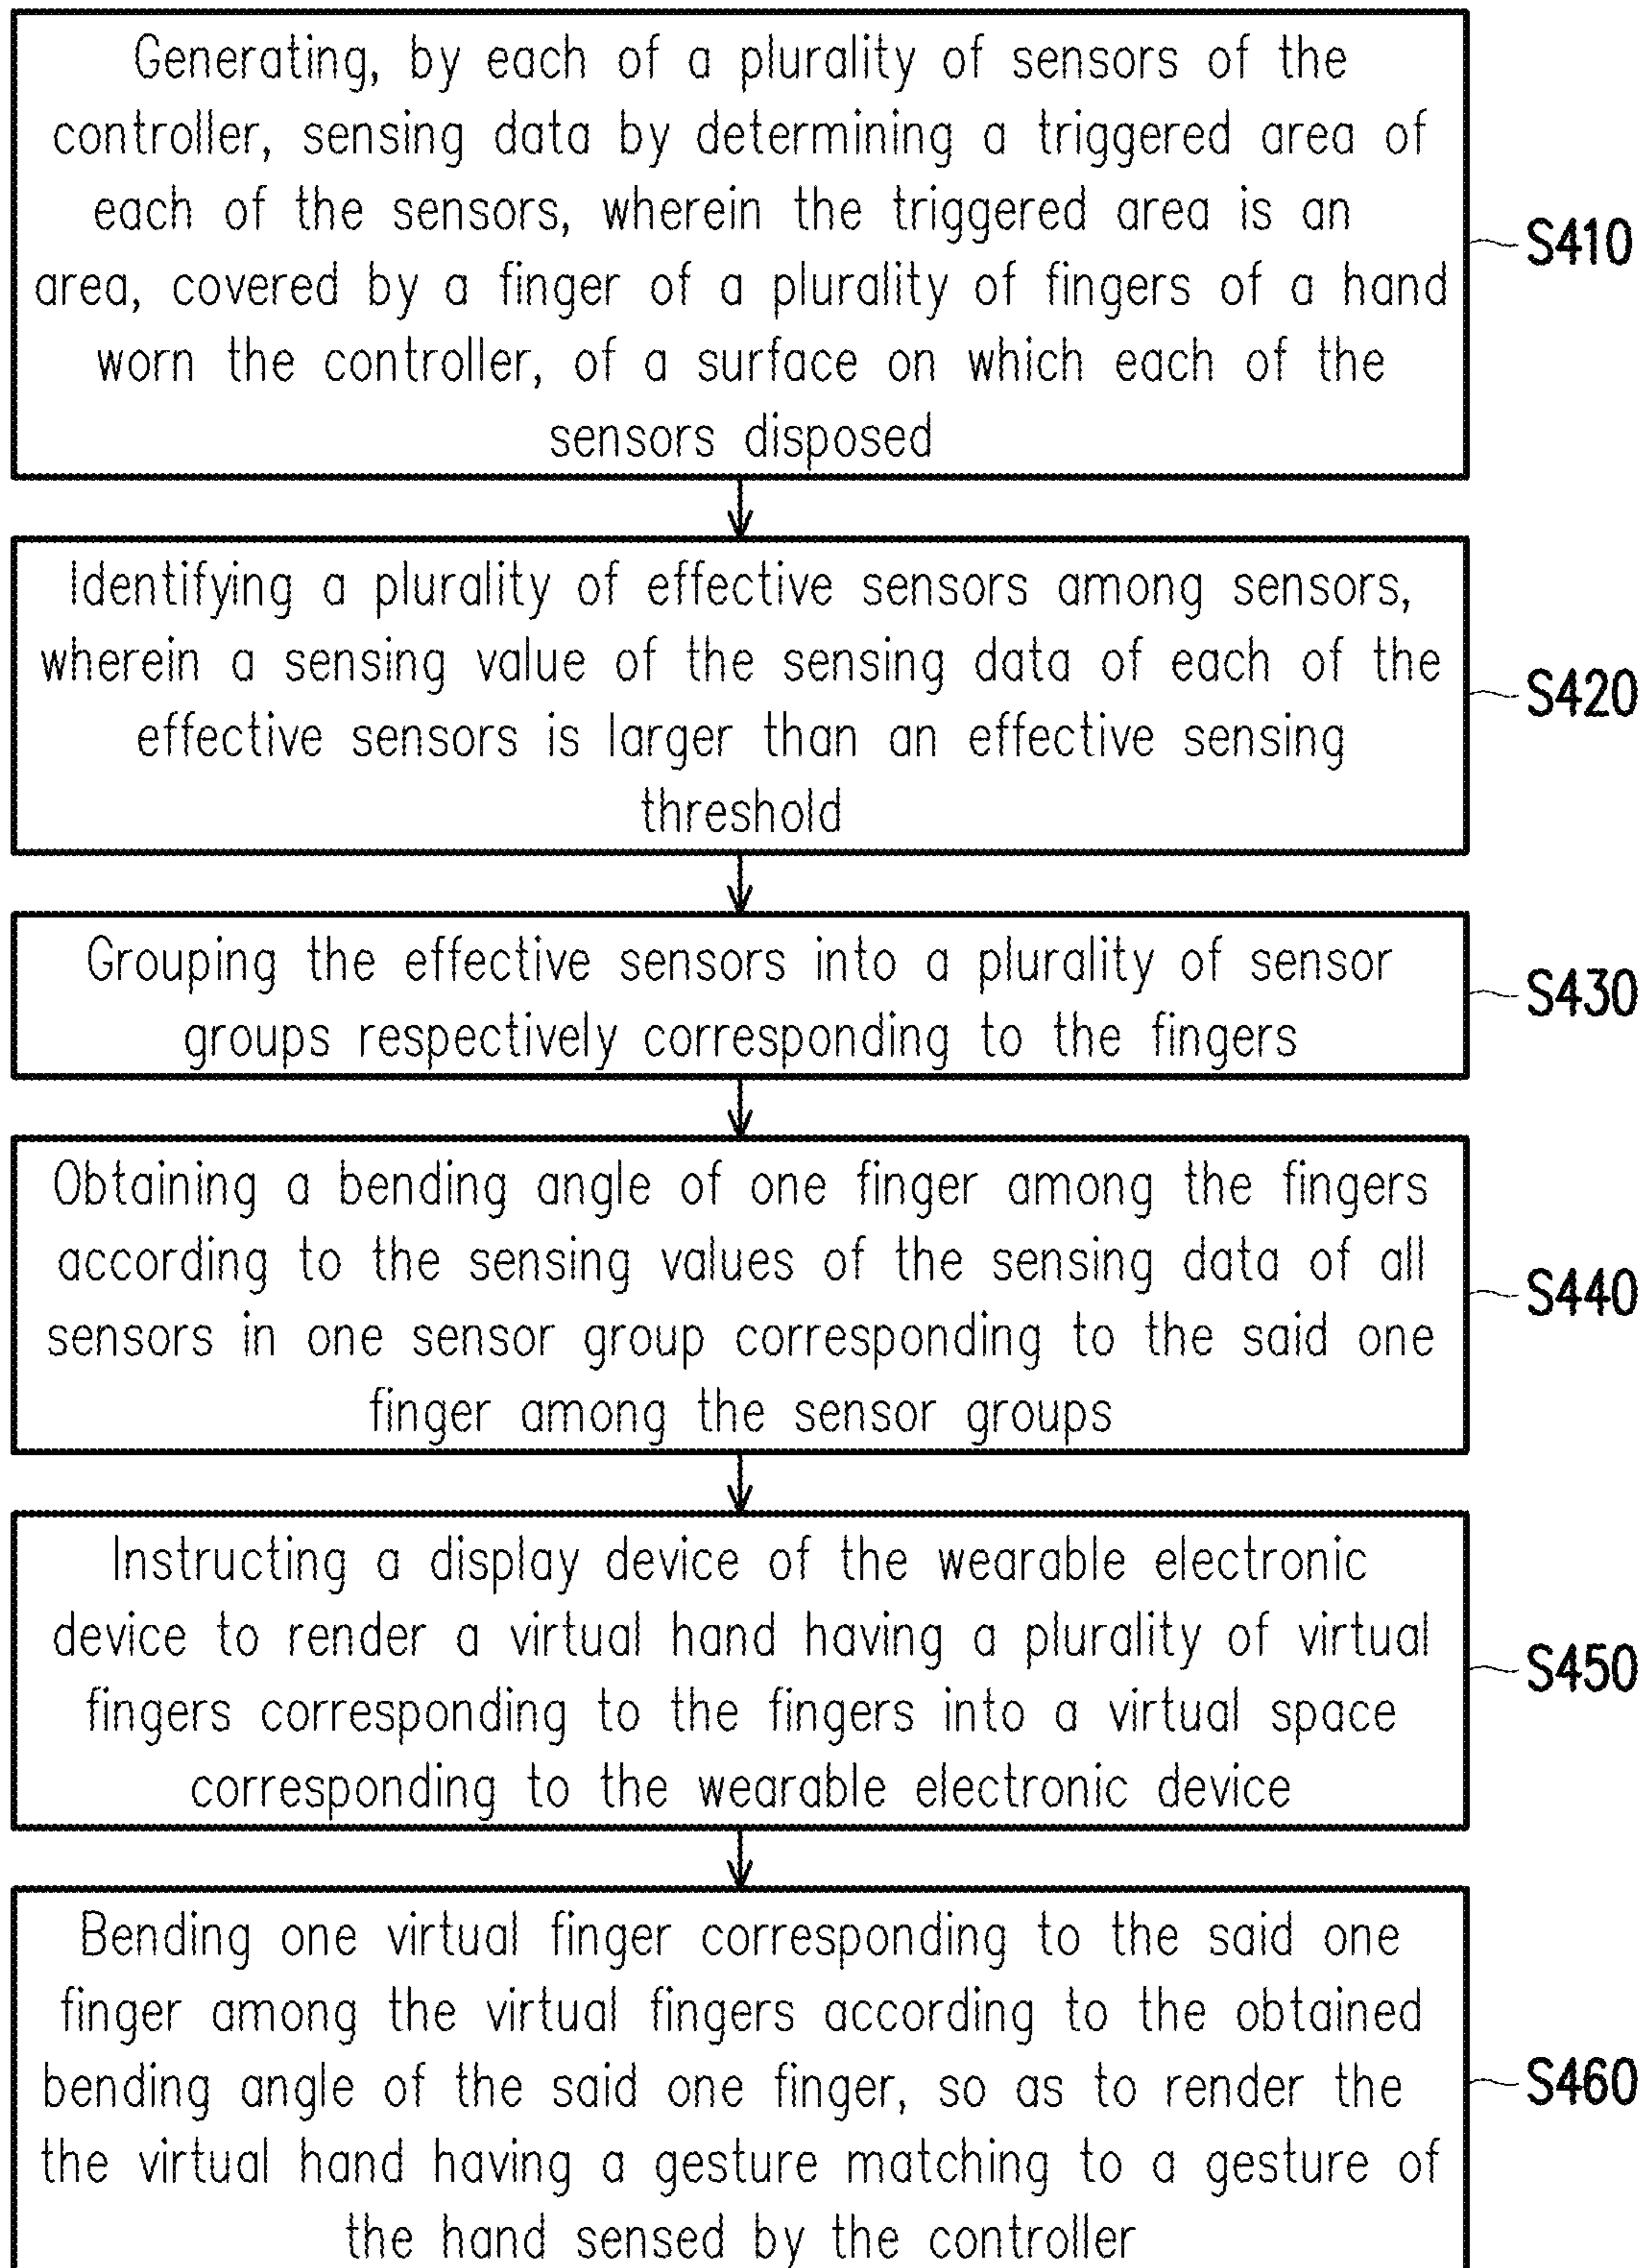 Generating, by each of a plurality of sensors of the
controller, sensing data by determining a triggered area of
each of the sensors, wherein the triggered area is an
area, covered by a finger of a plurality of fingers of a hand
worn the controller, of a surface on which each of the
sensors disposed
S410
Identifying a plurality of effective sensors among sensors,
wherein a sensing value of the sensing data of each of the
effective sensors is larger than an effective sensing
threshold
S420
Grouping the effective sensors into a plurality of sensor
groups respectively corresponding to the fingers
S430
Obtaining a bending angle of one finger among the fingers
according to the sensing values of the sensing data of all
sensors in one sensor group corresponding to the said one
finger among the sensor groups
S440
Instructing a display device of the wearable electronic
device to render a virtual hand having a plurality of virtual
fingers corresponding to the fingers into a virtual space
corresponding to the wearable electronic device
S450
Bending one virtual finger corresponding to the said one
finger among the virtual fingers according to the obtained
bending angle of the said one finger, so as to render the
the virtual hand having a gesture matching to a gesture of
the hand sensed by the controller
S460